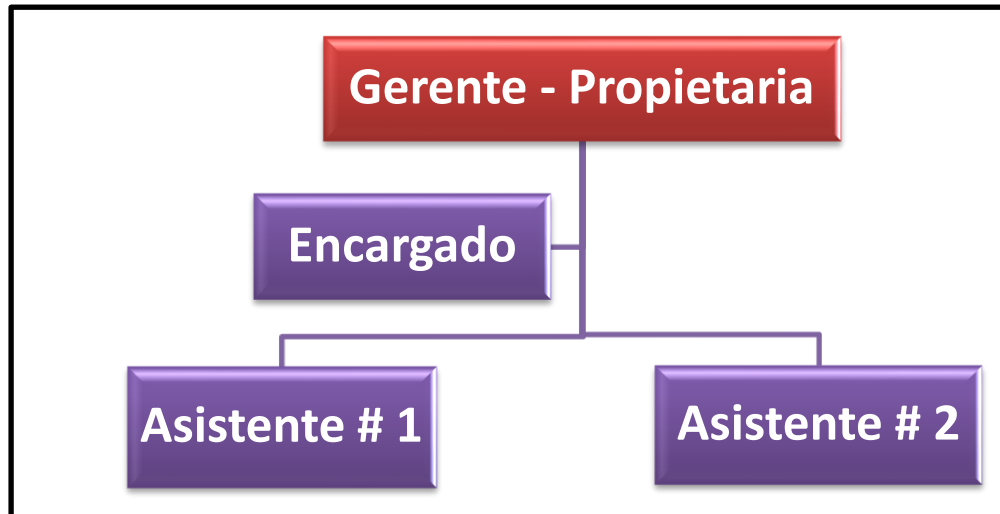 Gerente - Propietaria
Encargado
Asistente # 1
Asistente # 2